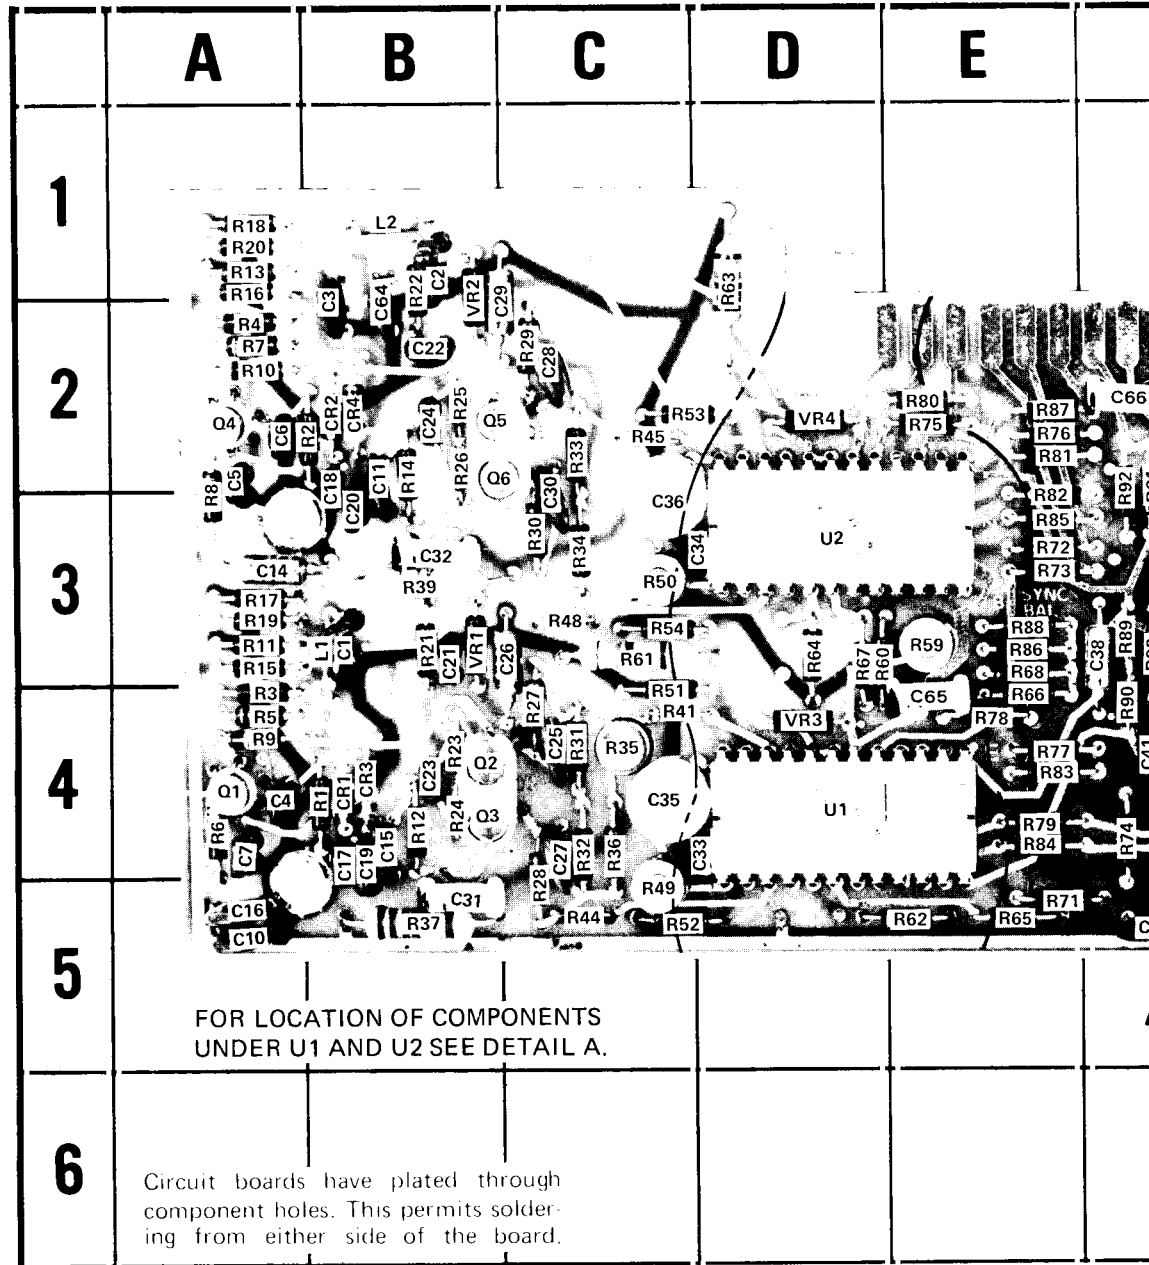 A B C D E
1
R18 L2
R20
R13 R22 C2 R63
R16 C3 C64 VR2 C29
R4
R7 C22 R29 C28
R10
2
CR2 CR4 C24 R25 R80 C66
Q4 Q5 R53 VR4 R75 R87
C6 R2 R45 R76
R33 R81
R8 C5 C18 C11 R14 R26 Q6 C30 R82 R92
C20 C36 R85
R30 R34 C34 U2 R72
C14 C32 R73
3
R39 R50
R17 SYNC
R19 R48 BAL
R54 R88
R11 L1 C1 R21 C21 VR1 C26 R61 R64 R67 R60 R59 R86 C38 R89
R15 R68
R3 R27 R51 C65 R66 R90
R5 R41 VR3 R78
R9 R23 C25 R31 R35 R77 C41
Q2 R83
4
Q1 C4 R1 CR1 CR3 C23 C35 U1
R6 R12 R24 Q3 R79
C7 C17 C19 C15 C27 R32 R36 C33 R84 R74
R28 R49
C16 C31 R44 R52 R62 R65 R71
C10 R37
5
FOR LOCATION OF COMPONENTS
UNDER U1 AND U2 SEE DETAIL A.
6
Circuit boards have plated through
component holes. This permits solder-
ing from either side of the board.